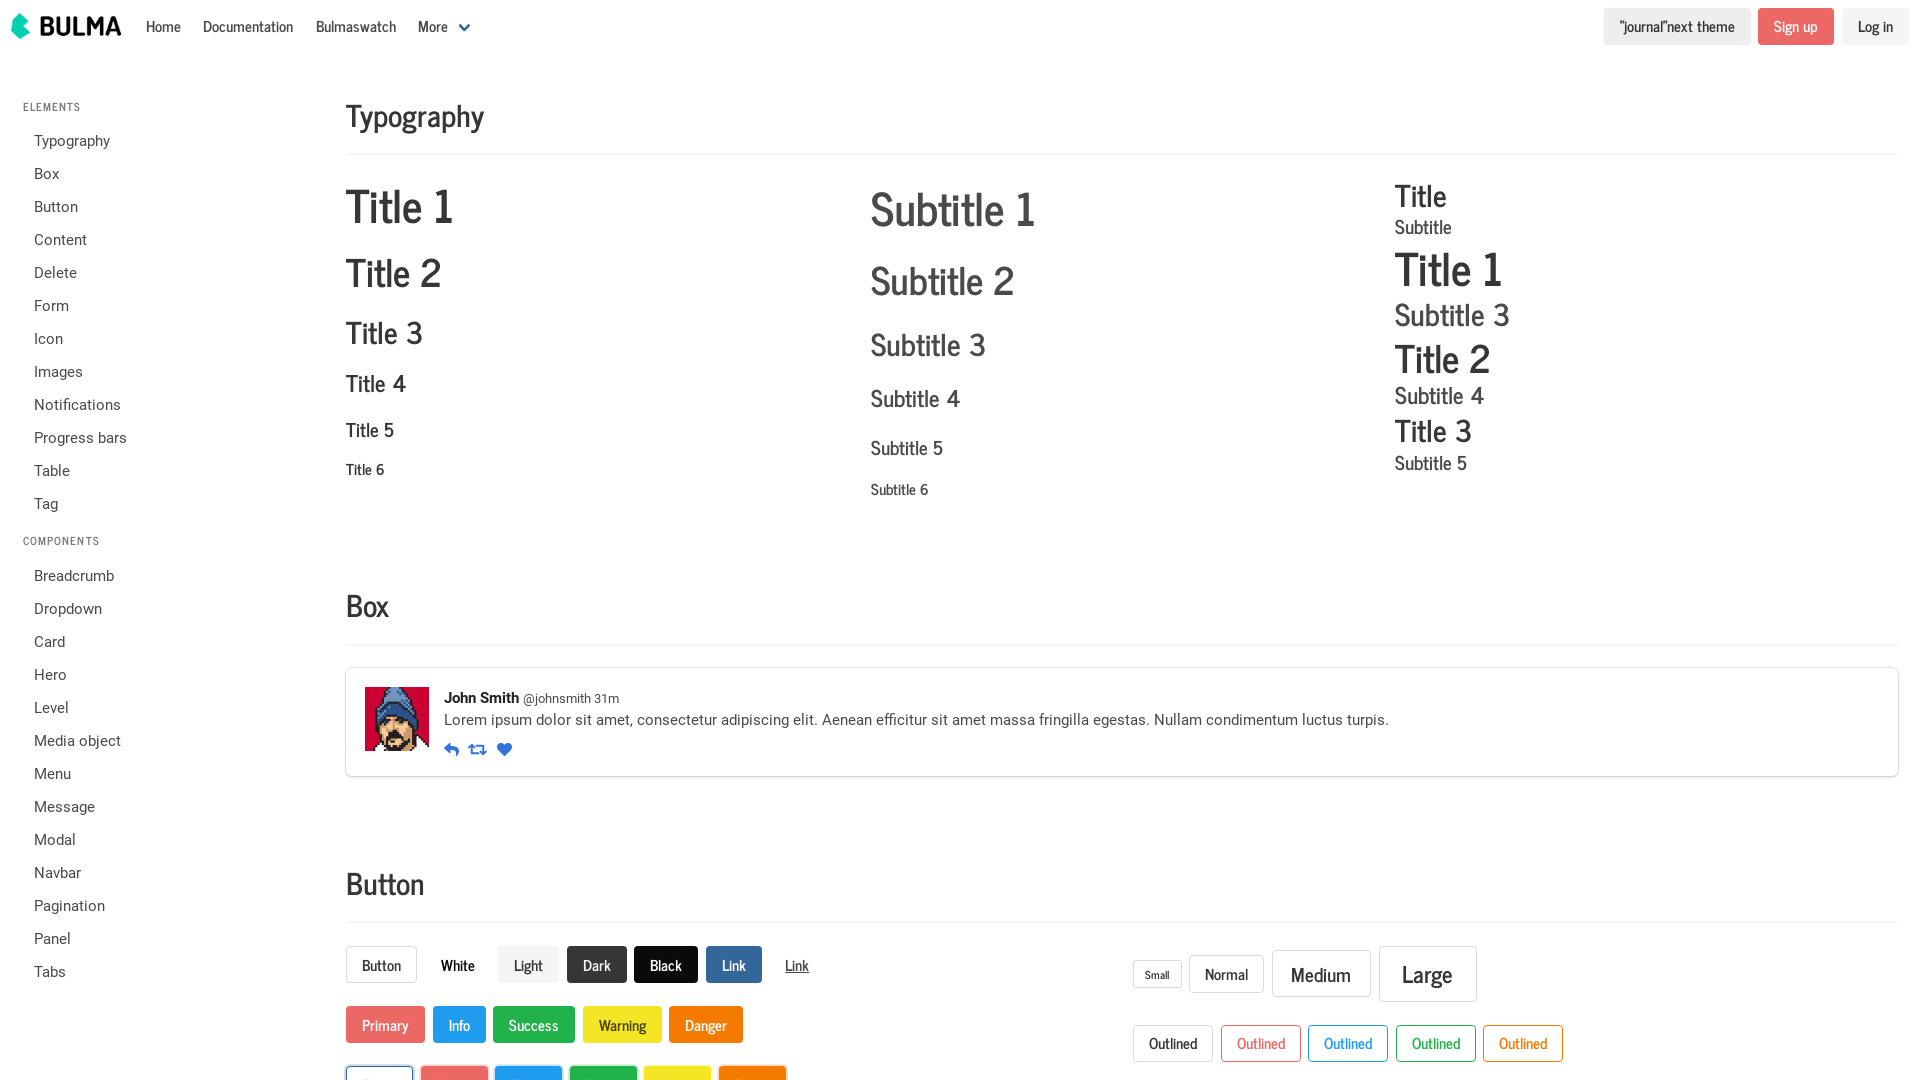 BULMA Home Documentation Bulmaswatch More "journal"next theme Sign up Log in
ELEMENTS
Typography
Box
Button
Content
Delete
Form
Icon
Images
Notifications
Progress bars
Table
Tag
COMPONENTS
Breadcrumb
Dropdown
Card
Hero
Level
Media object
Menu
Message
Modal
Navbar
Pagination
Panel
Tabs
Typography
Title 1
Title 2
Title 3
Title 4
Title 5
Title 6
Subtitle 1
Subtitle 2
Subtitle 3
Subtitle 4
Subtitle 5
Subtitle 6
Title
Subtitle
Title 1
Subtitle 3
Title 2
Subtitle 4
Title 3
Subtitle 5
Box
John Smith @johnsmith 31m
Lorem ipsum dolor sit amet, consectetur adipiscing elit. Aenean efficitur sit amet massa fringilla egestas. Nullam condimentum luctus turpis.
Button
Button White Light Dark Black Link Link
Primary Info Success Warning Danger
Small Normal Medium Large
Outlined Outlined Outlined Outlined Outlined